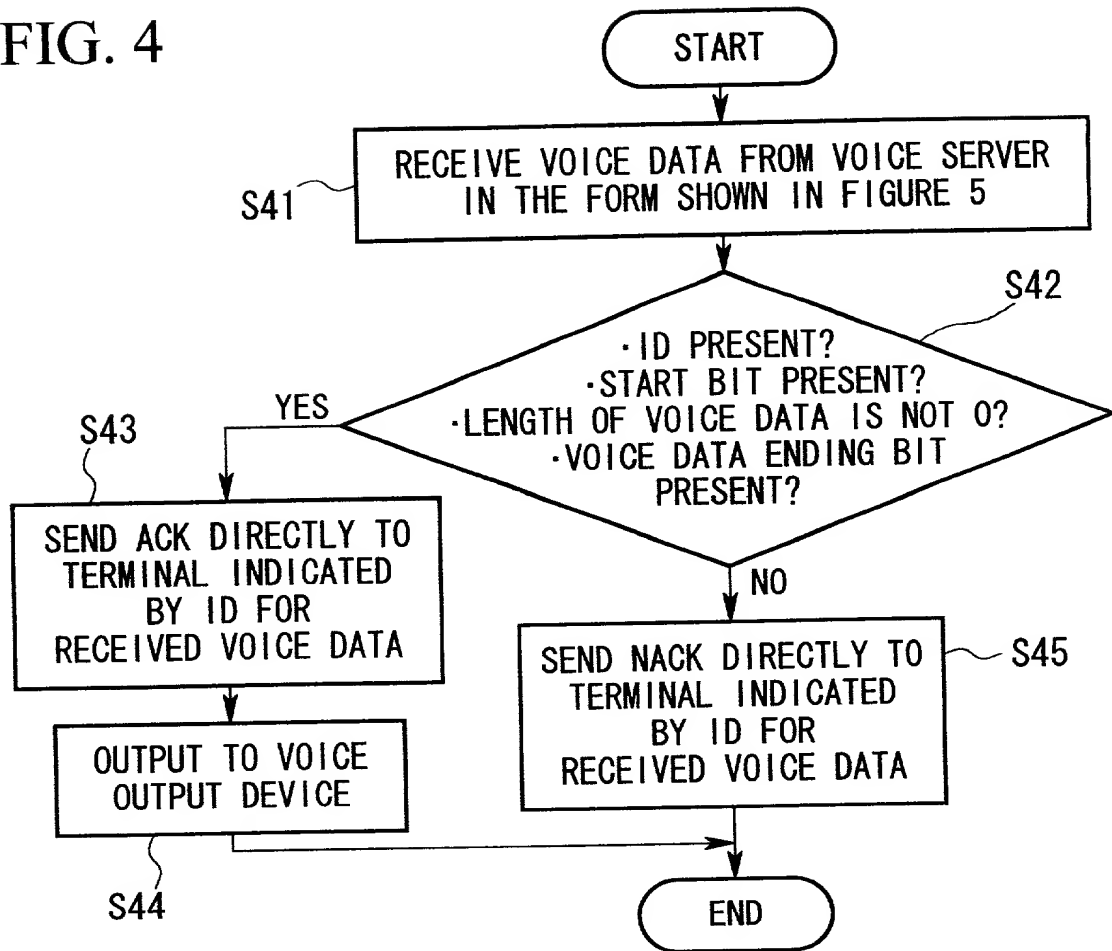 FIG. 4
START
RECEIVE VOICE DATA FROM VOICE SERVER
IN THE FORM SHOWN IN FIGURE 5
S41
S42
·ID PRESENT?
·START BIT PRESENT?
·LENGTH OF VOICE DATA IS NOT 0?
·VOICE DATA ENDING BIT
PRESENT?
YES
S43
SEND ACK DIRECTLY TO
TERMINAL INDICATED
BY ID FOR
RECEIVED VOICE DATA
NO
SEND NACK DIRECTLY TO
TERMINAL INDICATED
BY ID FOR
RECEIVED VOICE DATA
S45
OUTPUT TO VOICE
OUTPUT DEVICE
S44
END